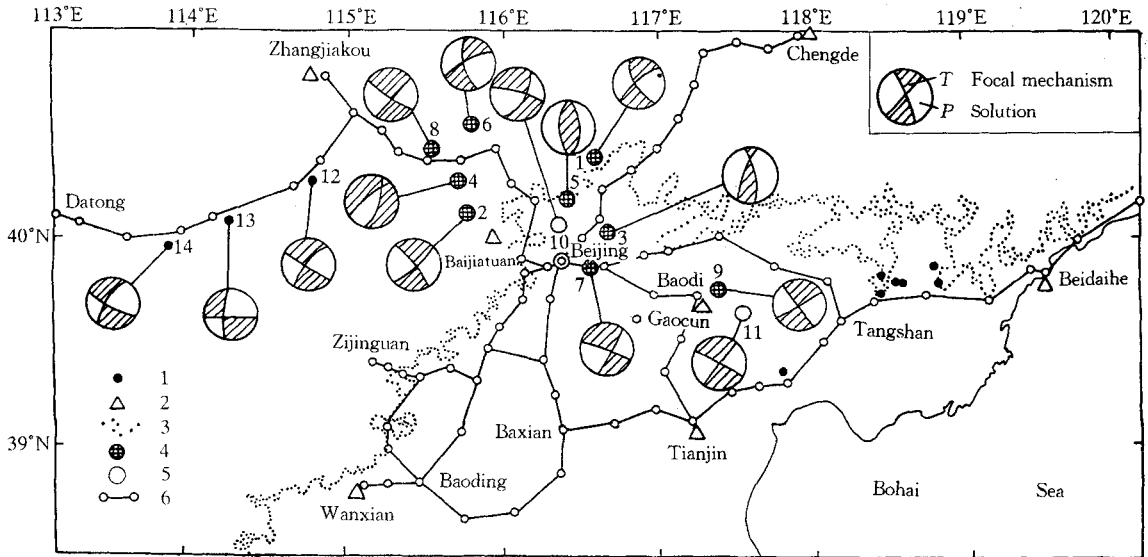 113°E 114° 115°E 116°E 117°E 118°E 119°E 120°E
Zhangjiakou
Chengde
T Focal mechanism
P Solution
8
6
1
5
12
4
2
3
Datong
13
14
40°N
10
Beijing
Baijiatuan
7
Baodi
9
Beidaihe
Gaocun
11
Tangshan
Zijinguan
1
2
3
4
5
6
39°N
Baxian
Tianjin
Baoding
Wanxian
Bohai Sea